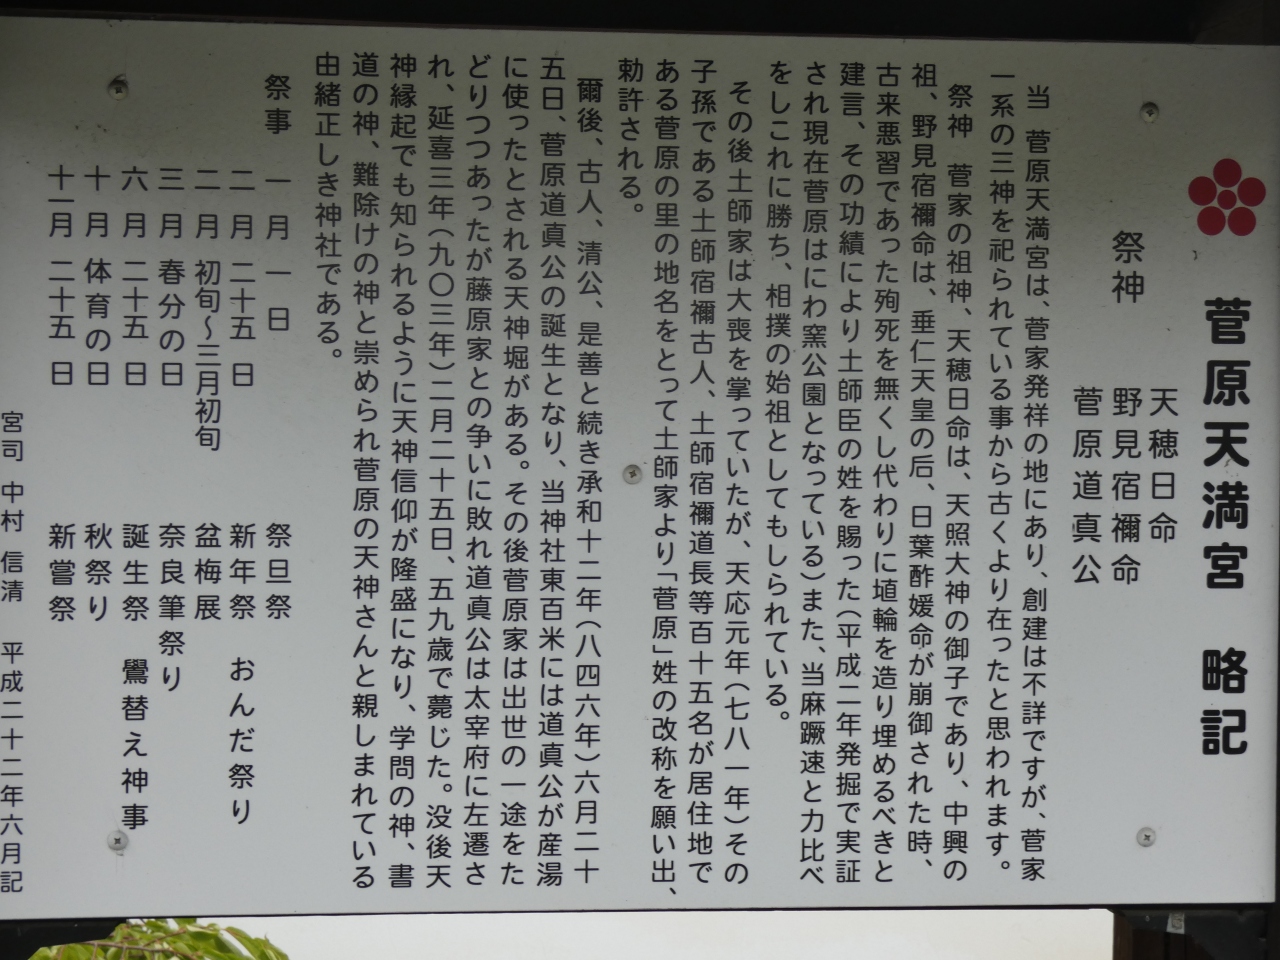 菅原天満宮 略記
祭神
天穂日命
野見宿禰命
菅原道真公
当 菅原天満宮は、菅家発祥の地にあり、創建は不詳ですが、菅家
一系の三神を祀られている事から古くより在ったと思われます。
祭神 菅家の祖神、天穂日命は、天照大神の御子であり、中興の
祖、野見宿禰命は、垂仁天皇の后、日葉酢媛命が崩御された時、
古来悪習であった殉死を無くし代わりに埴輪を造り埋めるべきと
建言、その功績により土師臣の姓を賜った(平成二年発掘で実証
され現在菅原はにわ窯公園となっている)また、当麻蹶速と力比べ
をしこれに勝ち、相撲の始祖としてもしられている。
その後土師家は大喪を掌っていたが、天応元年(七八一年)その
子孫である土師宿禰古人、土師宿禰道長等百十五名が居住地で
ある菅原の里の地名をとって土師家より「菅原」姓の改称を願い出、
勅許される。
爾後、古人、清公、是善と続き承和十二年(八四六年)六月二十
五日、菅原道真公の誕生となり、当神社東百米には道真公が産湯
に使ったとされる天神堀がある。その後菅原家は出世の一途をた
どりつつあったが藤原家との争いに敗れ道真公は太宰府に左遷さ
れ、延喜三年(九〇三年)二月二十五日、五九歳で薨じた。没後天
神縁起でも知られるように天神信仰が隆盛になり、学問の神、書
道の神、難除けの神と崇められ菅原の天神さんと親しまれている
由緒正しき神社である。
祭事 一月 一日 祭旦祭
二月 二十五日 新年祭 おんだ祭り
二月 初旬～三月初旬 盆梅展
三月 春分の日 奈良筆祭り
六月 二十五日 誕生祭 鷽替え神事
十月 体育の日 秋祭り
十一月 二十五日 新嘗祭
宮司 中村 信清 平成二十二年六月記